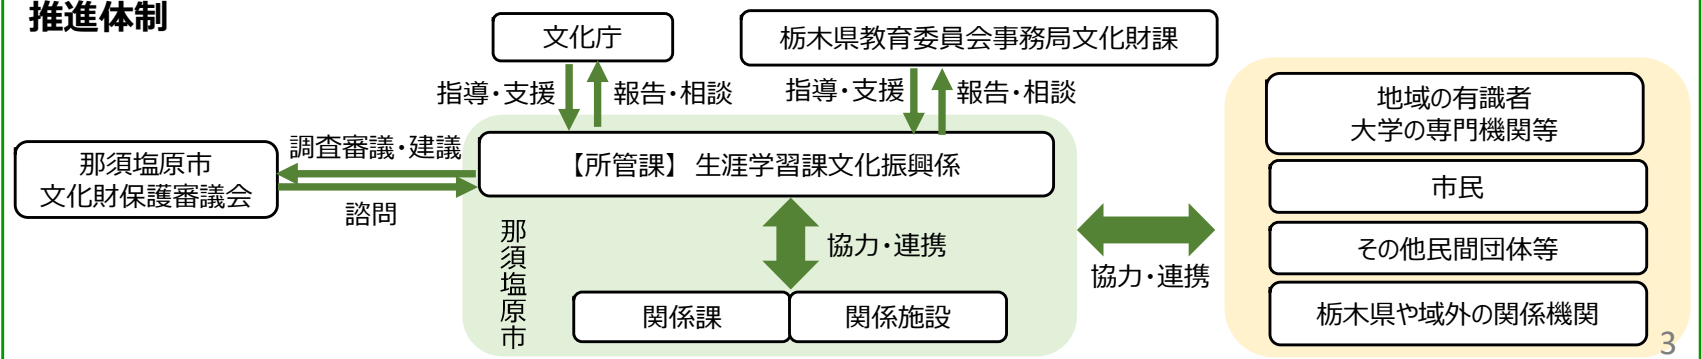 推進体制
文化庁
栃木県教育委員会事務局文化財課
指導・支援
報告・相談
指導・支援
報告・相談
那須塩原市
文化財保護審議会
調査審議・建議
諮問
【所管課】 生涯学習課文化振興係
那須塩原市
協力・連携
関係課
関係施設
協力・連携
地域の有識者
大学の専門機関等
市民
その他民間団体等
栃木県や域外の関係機関
3